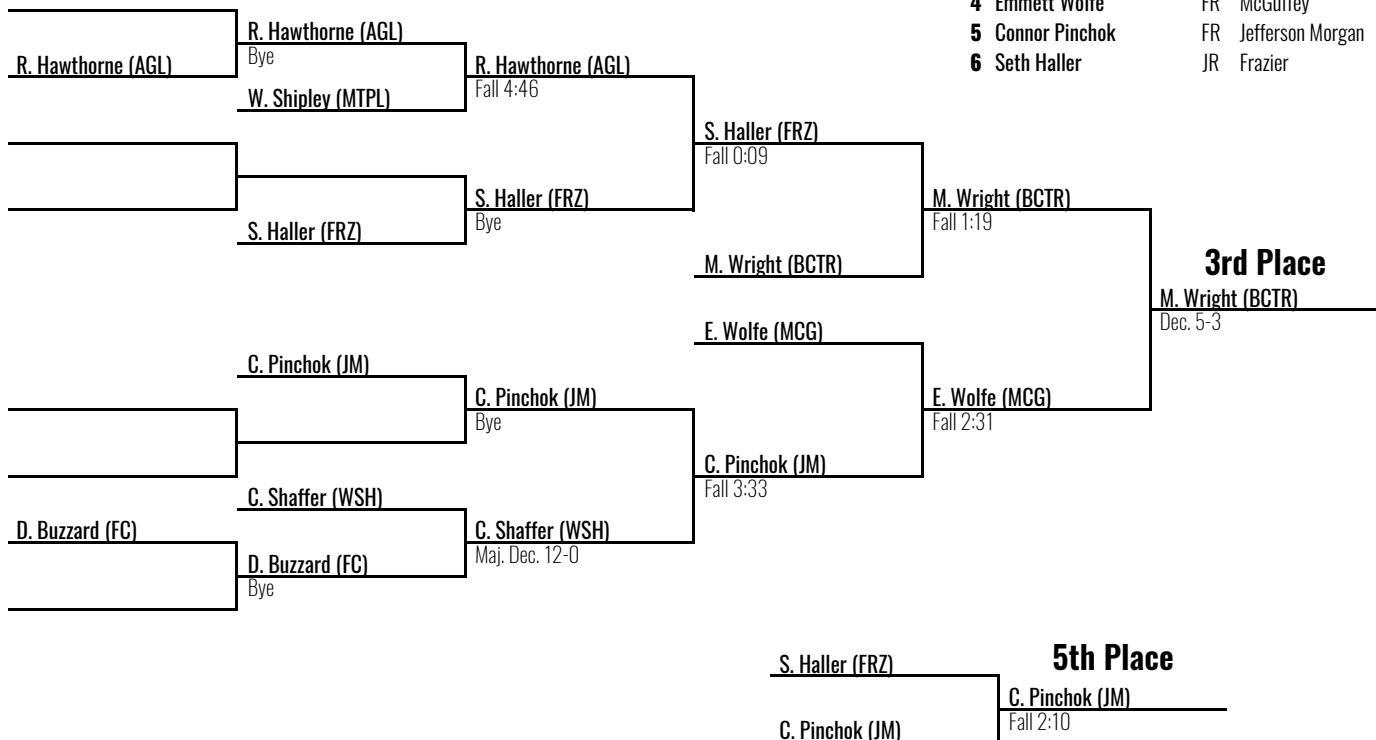 4 Emmett Wolfe FR McGuffey
5 Connor Pinchok FR Jefferson Morgan
6 Seth Haller JR Frazier
R. Hawthorne (AGL)
R. Hawthorne (AGL)
Bye
W. Shipley (MTPL)
R. Hawthorne (AGL)
Fall 4:46
S. Haller (FRZ)
S. Haller (FRZ)
Bye
S. Haller (FRZ)
Fall 0:09
M. Wright (BCTR)
M. Wright (BCTR)
Fall 1:19
3rd Place
M. Wright (BCTR)
Dec. 5-3
E. Wolfe (MCG)
E. Wolfe (MCG)
Fall 2:31
C. Pinchok (JM)
C. Pinchok (JM)
Bye
C. Pinchok (JM)
Fall 3:33
C. Shaffer (WSH)
C. Shaffer (WSH)
Maj. Dec. 12-0
D. Buzzard (FC)
D. Buzzard (FC)
Bye
5th Place
S. Haller (FRZ)
C. Pinchok (JM)
Fall 2:10
C. Pinchok (JM)